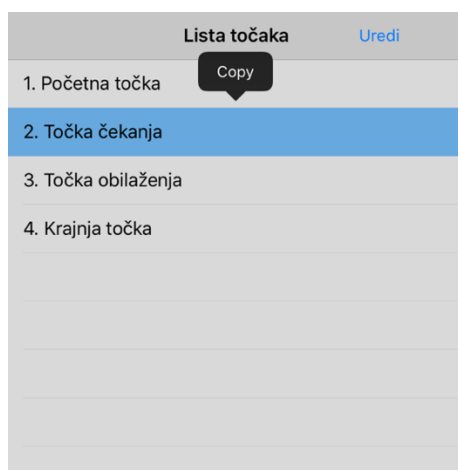 Lista točaka
Uredi
Copy
1. Početna točka
2. Točka čekanja
3. Točka obilaženja
4. Krajnja točka